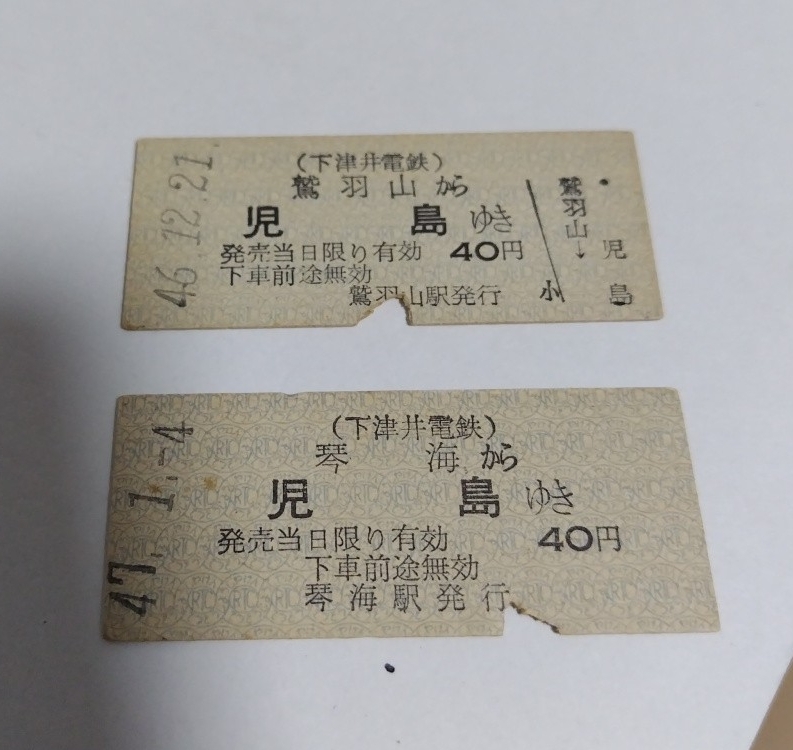 46.12.21.
(下津井電鉄)
鷲羽山から
児島ゆき
発売当日限り有効 40円
下車前途無効
鷲羽山駅発行
小
鷲羽山→児島
47. 1.-4
(下津井電鉄)
琴海から
児島ゆき
発売当日限り有効 40円
下車前途無効
琴海駅発行